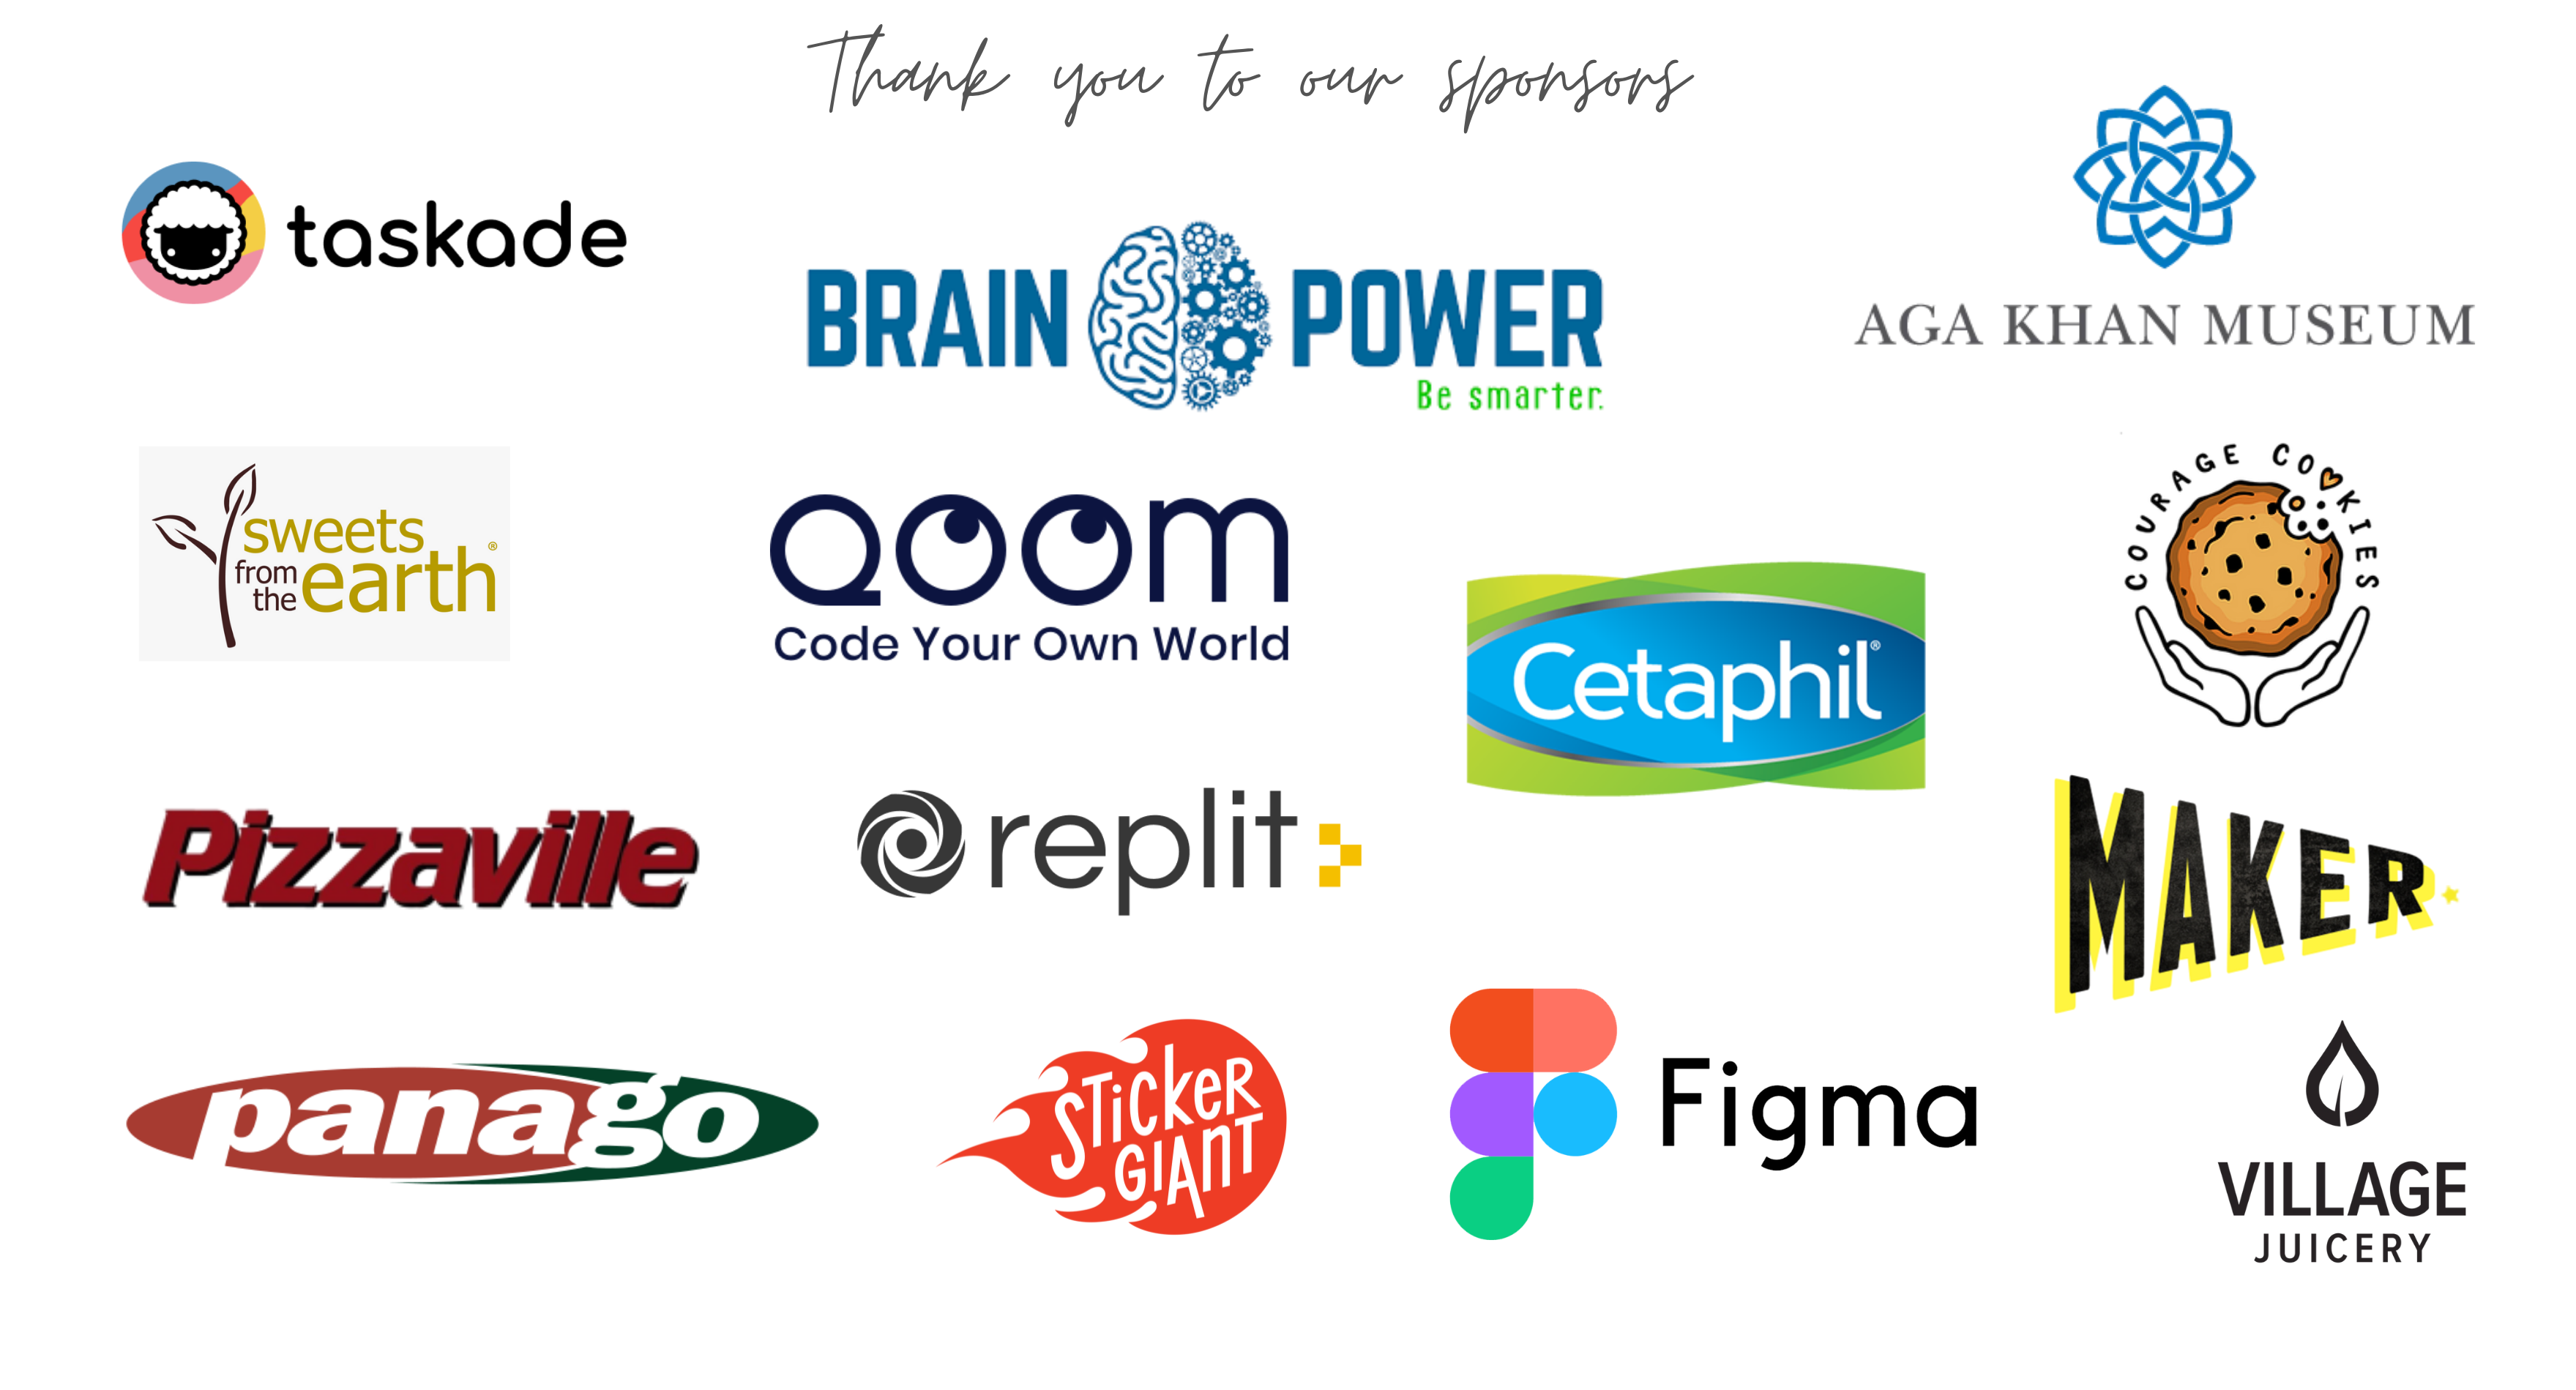 Thank you to our sponsors
taskade
BRAIN POWER
Be smarter.
AGA KHAN MUSEUM
sweets
from
the
earth®
Qoom
Code Your Own World
Cetaphil®
COURAGE COOKIES
Pizzaville
replit
MAKER
panago
STICKER
GIANT
Figma
VILLAGE
JUICERY